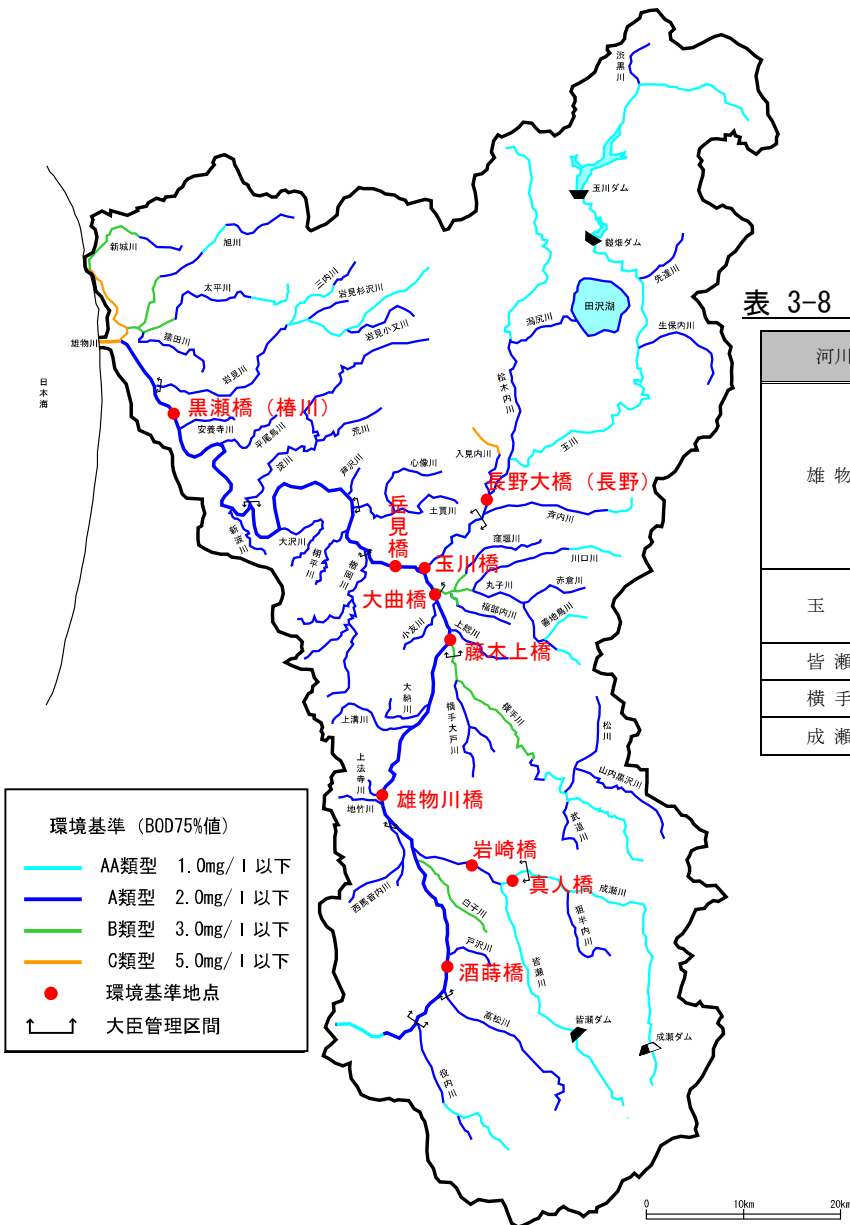 渋黒川
玉川ダム
鎧畑ダム
先達川
田沢湖
潟尻川
生保内川
桧木内川
玉川
入見内川
新城川
旭川
太平川
三内川
岩見杉沢川
猿田川
岩見川
岩見小又川
雄物川
日本海
黒瀬橋（椿川）
安養寺川
平尾鳥川
荒川
淀川
芦沢川
心像川
土買川
長野大橋（長野）
斉内川
新波川
大沢川
栩平川
楢岡川
岳見橋
玉川橋
窪堰川
川口川
丸子川
赤倉川
大曲橋
福部内川
善地鳥川
小友川
上総川
藤木上橋
大納川
上溝川
横手大戸川
横手川
松川
山内黒沢川
武道川
上法寺川
地竹川
雄物川橋
西馬音内川
岩崎橋
真人橋
成瀬川
狙半内川
白子川
戸沢川
皆瀬川
酒蒔橋
高松川
皆瀬ダム
成瀬ダム
役内川
表 3-8
河川
雄 物
玉
皆 瀬
横 手
成 瀬
環境基準（BOD75%値）
AA類型 1.0mg/l 以下
A類型 2.0mg/l 以下
B類型 3.0mg/l 以下
C類型 5.0mg/l 以下
環境基準地点
大臣管理区間
0 10km 20km